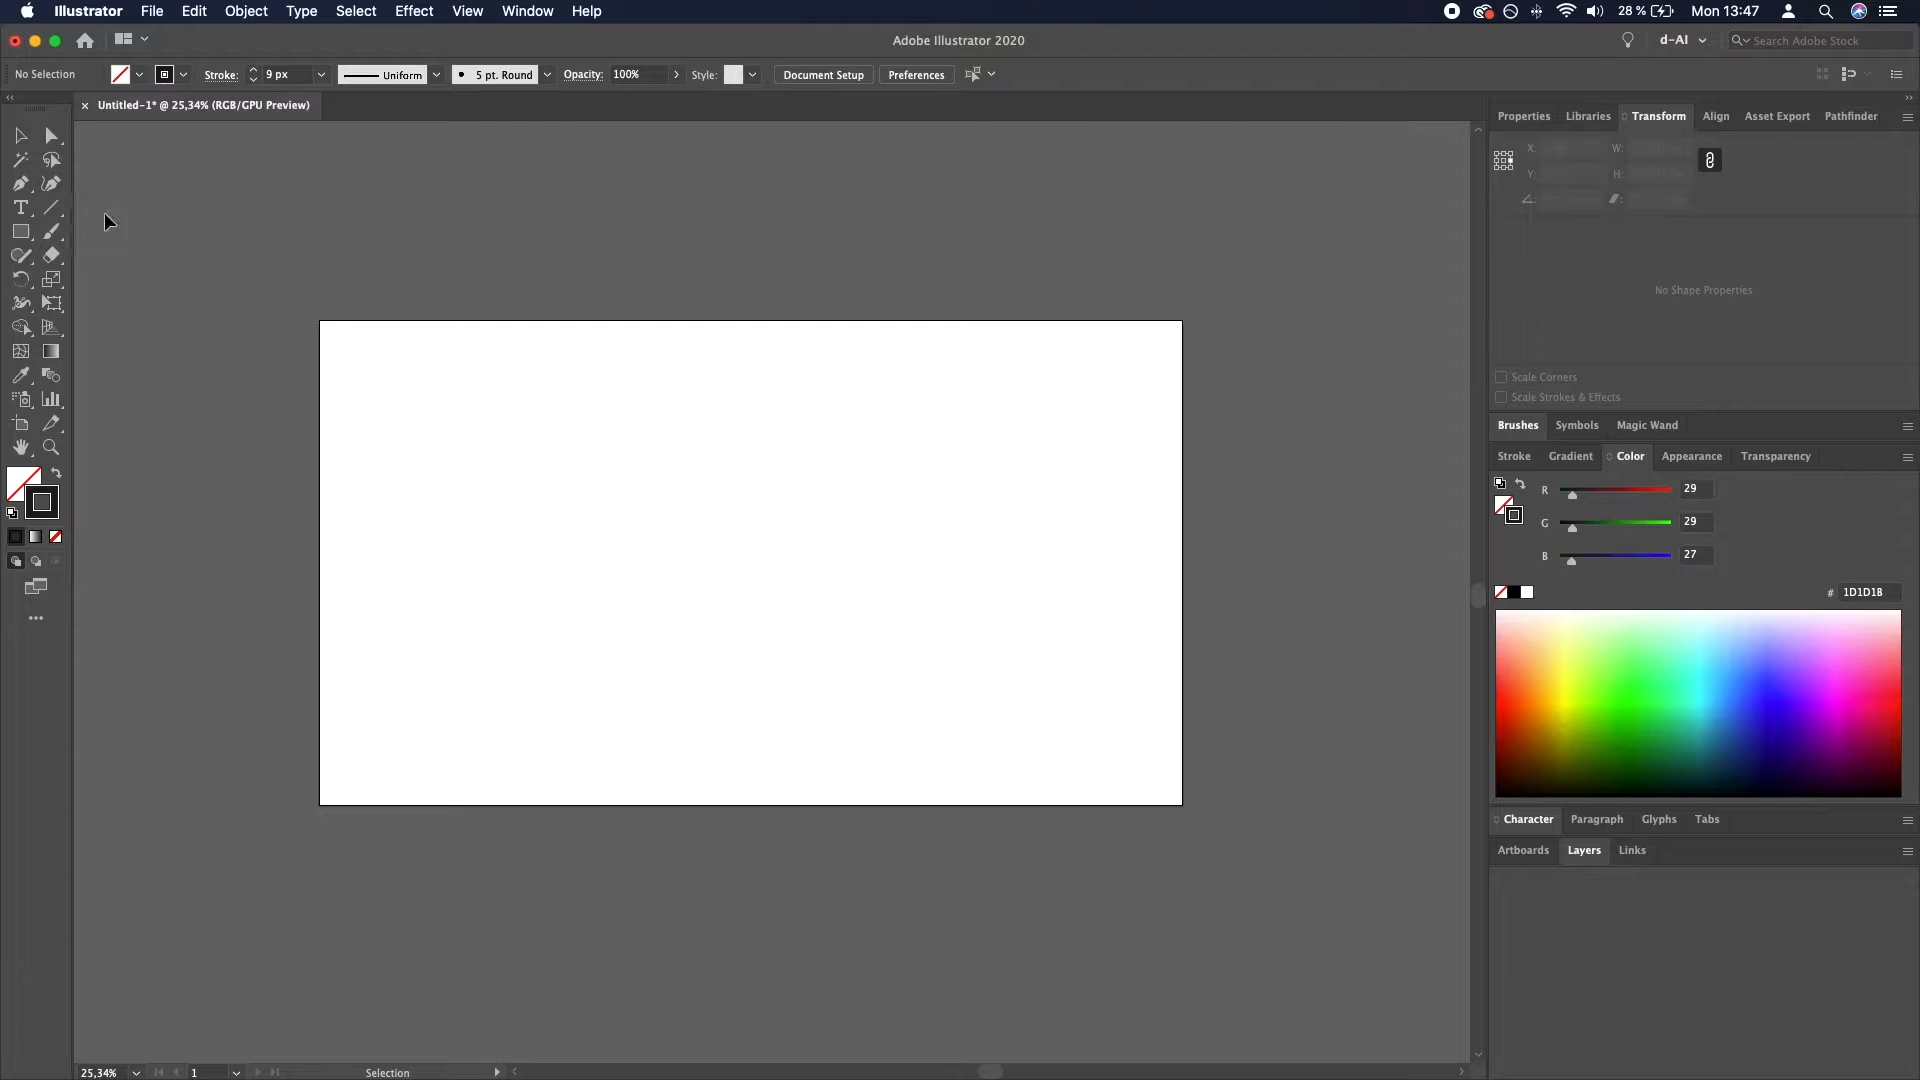 Illustrator File Edit Object Type Select Effect View Window Help 28 % Mon 13:47
Adobe Illustrator 2020 d-AI Search Adobe Stock
No Selection Stroke: 9 px Uniform 5 pt. Round Opacity: 100% Style: Document Setup Preferences
Untitled-1* @ 25,34% (RGB/GPU Preview)
Properties Libraries Transform Align Asset Export Pathfinder
X: W:
Y: H:
No Shape Properties
Scale Corners
Scale Strokes & Effects
Brushes Symbols Magic Wand
Stroke Gradient Color Appearance Transparency
R 29
G 29
B 27
# 1D1D1B
Character Paragraph Glyphs Tabs
Artboards Layers Links
25,34% 1 Selection